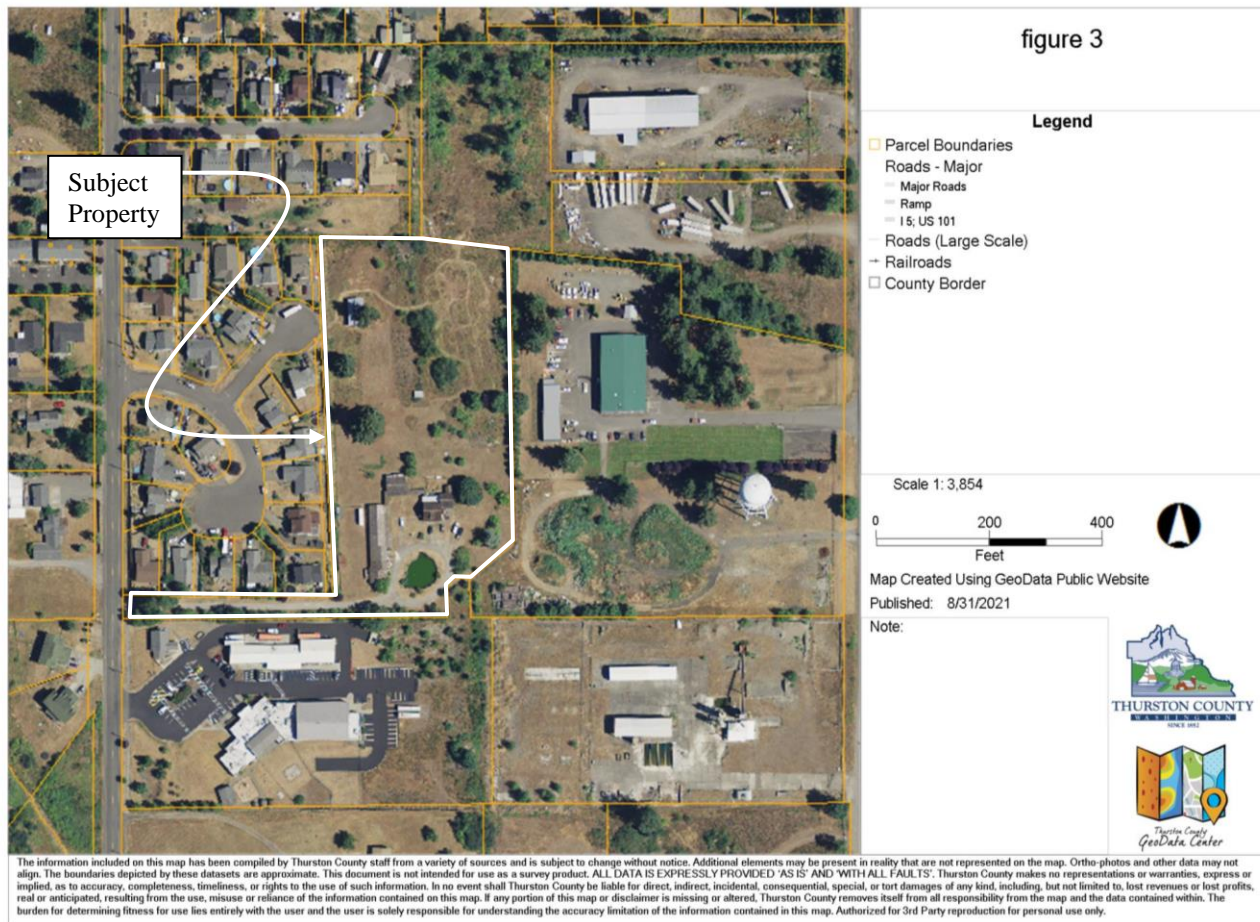 Subject
Property
figure 3
Legend
Parcel Boundaries
Roads - Major
Major Roads
Ramp
I 5; US 101
Roads (Large Scale)
Railroads
County Border
Scale 1: 3,854
0 200 400
Feet
Map Created Using GeoData Public Website
Published: 8/31/2021
Note:
THURSTON COUNTY
WASHINGTON
SINCE 1852
Thurston County
GeoData Center
The information included on this map has been compiled by Thurston County staff from a variety of sources and is subject to change without notice. Additional elements may be present in reality that are not represented on the map. Ortho-photos and other data may not
align. The boundaries depicted by these datasets are approximate. This document is not intended for use as a survey product. ALL DATA IS EXPRESSLY PROVIDED 'AS IS' AND 'WITH ALL FAULTS'. Thurston County makes no representations or warranties, express or
implied, as to accuracy, completeness, timeliness, or rights to the use of such information. In no event shall Thurston County be liable for direct, indirect, incidental, consequential, special, or tort damages of any kind, including, but not limited to, lost revenues or lost profits,
real or anticipated, resulting from the use, misuse or reliance of the information contained on this map. If any portion of this map or disclaimer is missing or altered, Thurston County removes itself from all responsibility from the map and the data contained within. The
burden for determining fitness for use lies entirely with the user and the user is solely responsible for understanding the accuracy limitation of the information contained in this map. Authorized for 3rd Party reproduction for personal use only.